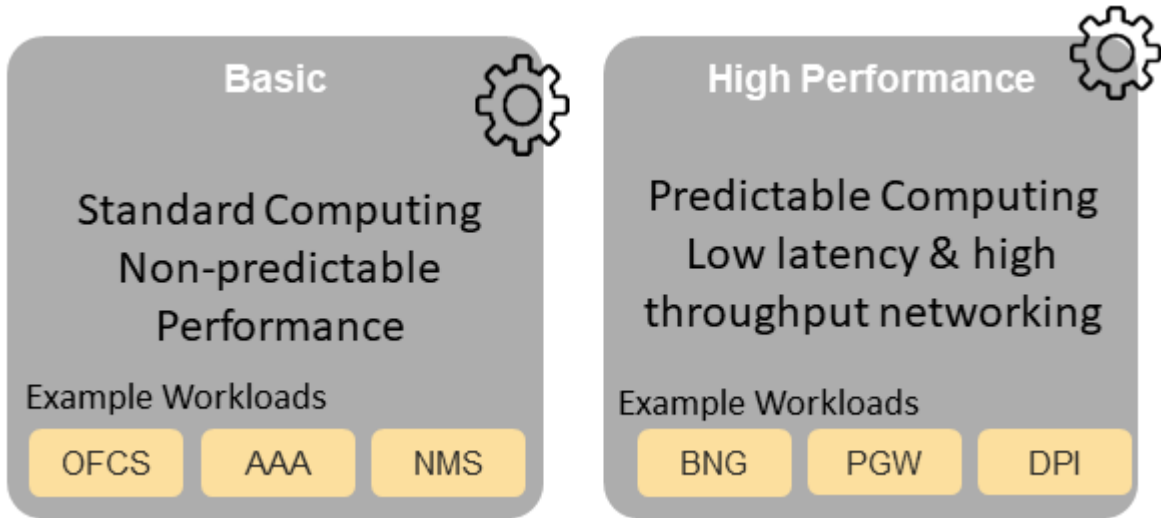 Basic
Standard Computing
Non-predictable
Performance
Example Workloads
OFCS
AAA
NMS
High Performance
Predictable Computing
Low latency & high
throughput networking
Example Workloads
BNG
PGW
DPI